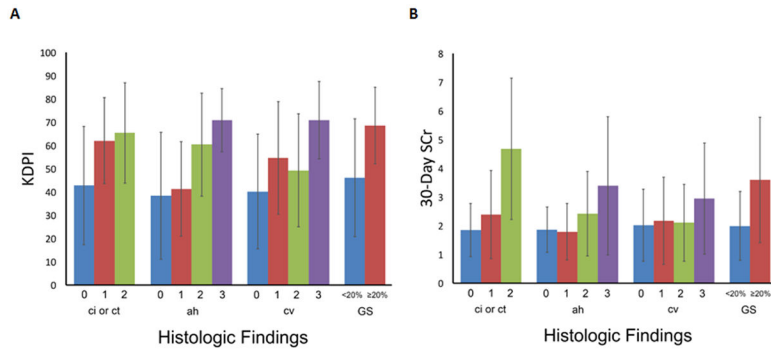 A
100
90
80
70
60
50
40
30
20
10
0
KDPI
0 1 2 0 1 2 3 0 1 2 3 <20% ≥20%
ci or ct ah cv GS
Histologic Findings
B
8
7
6
5
4
3
2
1
0
30-Day SCr
0 1 2 0 1 2 3 0 1 2 3 <20% ≥20%
ci or ct ah cv GS
Histologic Findings